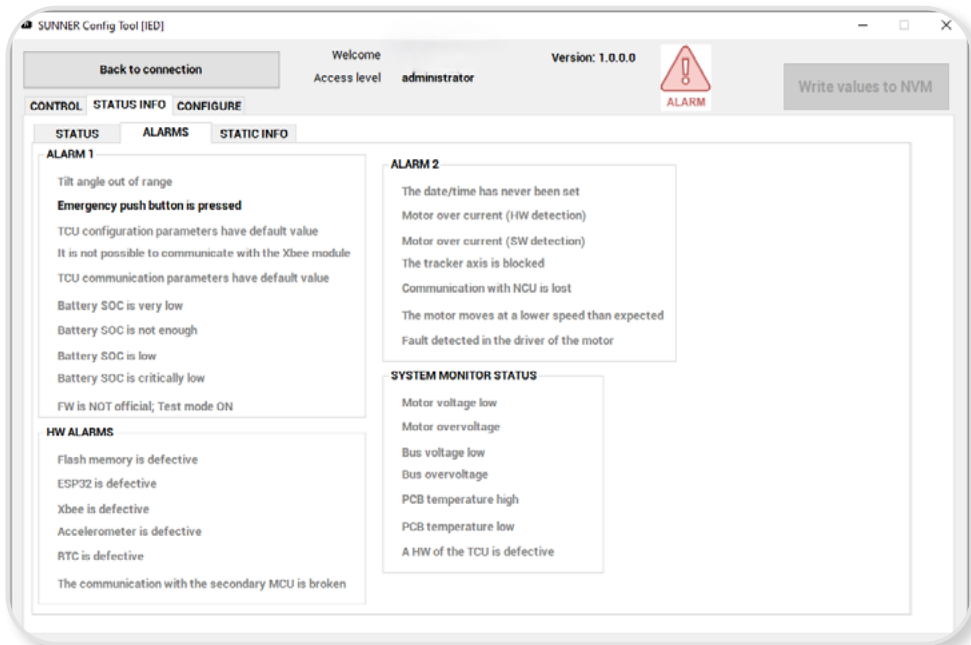 SUNNER Config Tool [IED]
Back to connection
Welcome
Access level administrator
Version: 1.0.0.0
ALARM
Write values to NVM
CONTROL STATUS INFO CONFIGURE
STATUS ALARMS STATIC INFO
ALARM 1
Tilt angle out of range
Emergency push button is pressed
TCU configuration parameters have default value
It is not possible to communicate with the Xbee module
TCU communication parameters have default value
Battery SOC is very low
Battery SOC is not enough
Battery SOC is low
Battery SOC is critically low
FW is NOT official; Test mode ON
HW ALARMS
Flash memory is defective
ESP32 is defective
Xbee is defective
Accelerometer is defective
RTC is defective
The communication with the secondary MCU is broken
ALARM 2
The date/time has never been set
Motor over current (HW detection)
Motor over current (SW detection)
The tracker axis is blocked
Communication with NCU is lost
The motor moves at a lower speed than expected
Fault detected in the driver of the motor
SYSTEM MONITOR STATUS
Motor voltage low
Motor overvoltage
Bus voltage low
Bus overvoltage
PCB temperature high
PCB temperature low
A HW of the TCU is defective